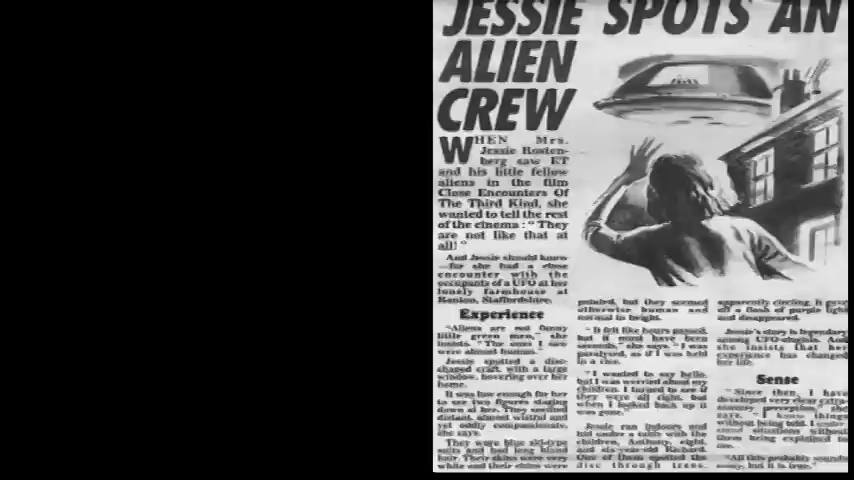 JESSIE SPOTS AN
ALIEN
CREW
WHEN Mrs.
Jessie Rosten-
berg saw ET
and his little fellow
aliens in the film
Close Encounters Of
The Third Kind, she
wanted to tell the rest
of the cinema: "They
are not like that at
all!"
And Jessie should know
—for she had a close
encounter with the
occupants of a UFO at her
lonely farmhouse at
Ranton, Staffordshire.
Experience
"Aliens are not funny
little green men," she
insists. "The ones I saw
were almost human."
Jessie spotted a disc-
shaped craft, with a large
window, hovering over her
home.
It was low enough for her
to see two figures staring
down at her. They seemed
distant, almost wistful and
yet oddly compassionate,
she says.
They wore blue ski-type
suits and had long blond
hair. Their skins were very
white and their chins were
pointed, but they seemed
otherwise human and
normal in height.
"It felt like hours passed,
but it must have been
seconds," she says. "I was
paralysed, as if I was held
in a vice.
"I wanted to say hello,
but I was worried about my
children. I turned to see if
they were all right, but
when I looked back up it
was gone."
Jessie ran indoors and
hid under a table with the
children, Anthony, eight,
and six-year-old Richard.
One of them spotted the
disc through trees,
apparently circling. It gave
off a flash of purple light
and disappeared.
Jessie's story is legendary
among UFO-ologists. And
she insists that her
experience has changed
her life.
Sense
"Since then, I have
developed very clear extra-
sensory perception," she
says. "I know things
without being told. I
situations without
them being explained to
me.
"All this probably sounds
but it is true."